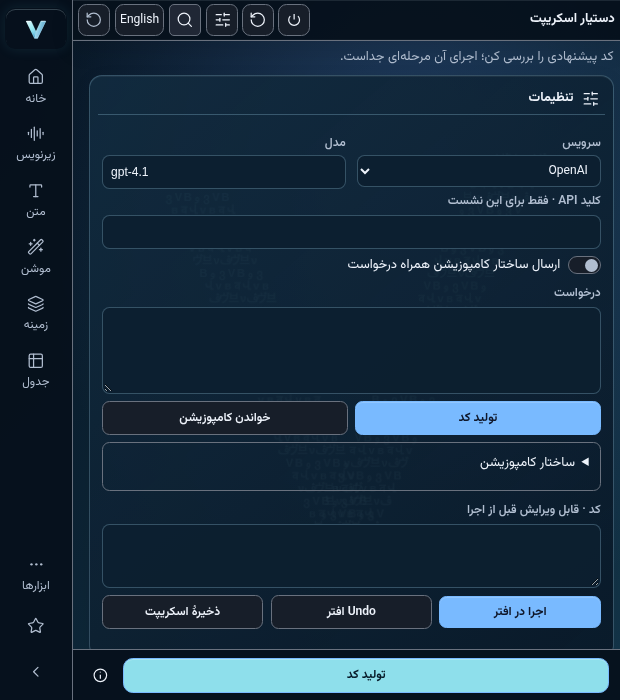 دستیار اسکریپت
English
کد پیشنهادی را بررسی کن؛ اجرای آن مرحله‌ای جداست.
تنظیمات
سرویس
مدل
OpenAI
gpt-4.1
کلید API · فقط برای این نشست
ارسال ساختار کامپوزیشن همراه درخواست
درخواست
تولید کد
خواندن کامپوزیشن
ساختار کامپوزیشن
کد · قابل ویرایش قبل از اجرا
اجرا در افتر
Undo افتر
ذخیرهٔ اسکریپت
تولید کد
خانه
زیرنویس
متن
موشن
زمینه
جدول
ابزارها